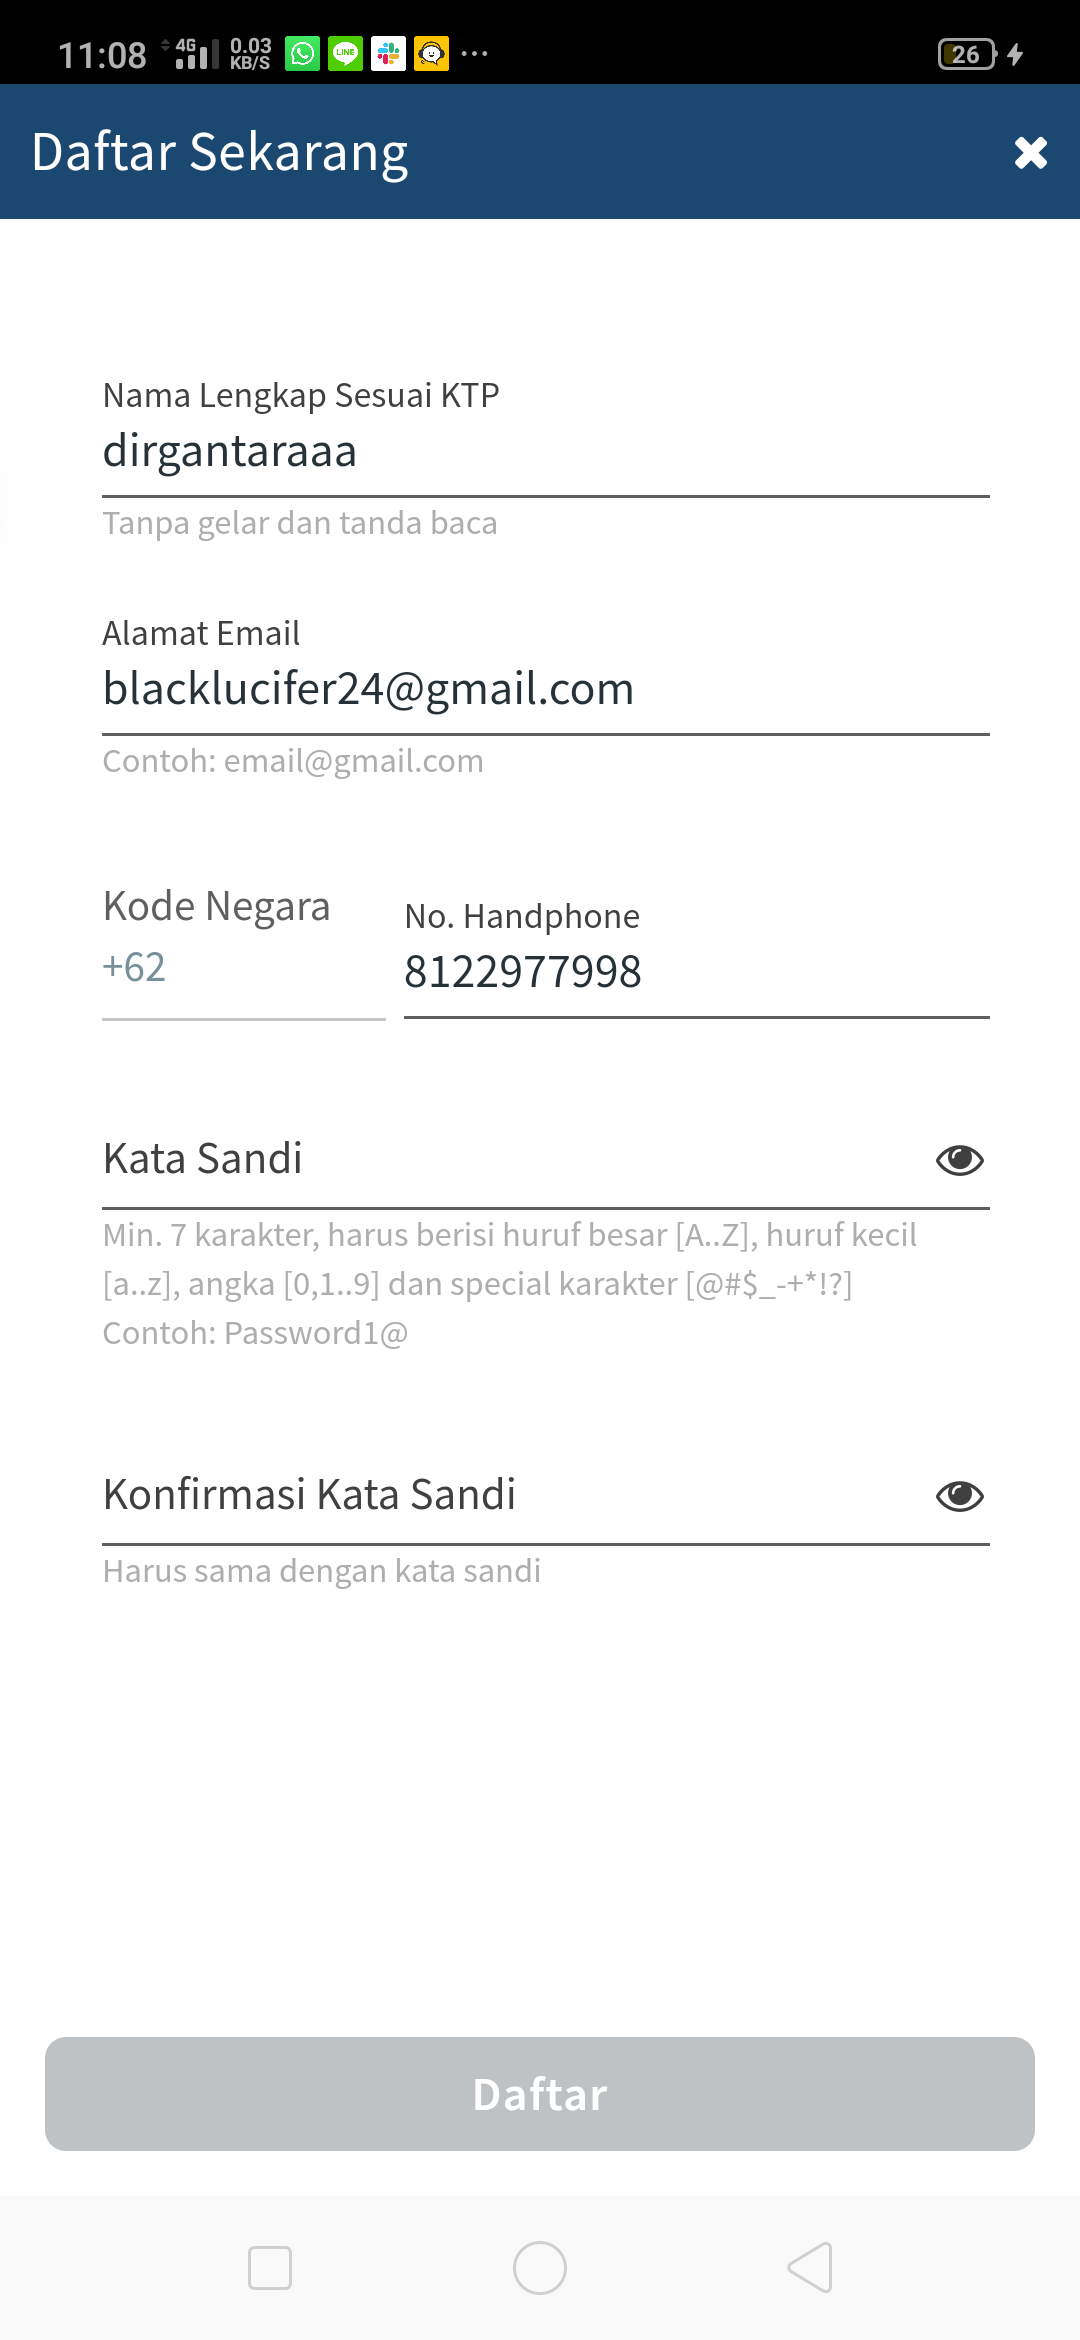 11:08 4G 0.03 KB/S LINE 26
Daftar Sekarang
Nama Lengkap Sesuai KTP
dirgantaraaa
Tanpa gelar dan tanda baca
Alamat Email
blacklucifer24@gmail.com
Contoh: email@gmail.com
Kode Negara
+62
No. Handphone
8122977998
Kata Sandi
Min. 7 karakter, harus berisi huruf besar [A..Z], huruf kecil
[a..z], angka [0,1..9] dan special karakter [@#$_-+*!?]
Contoh: Password1@
Konfirmasi Kata Sandi
Harus sama dengan kata sandi
Daftar